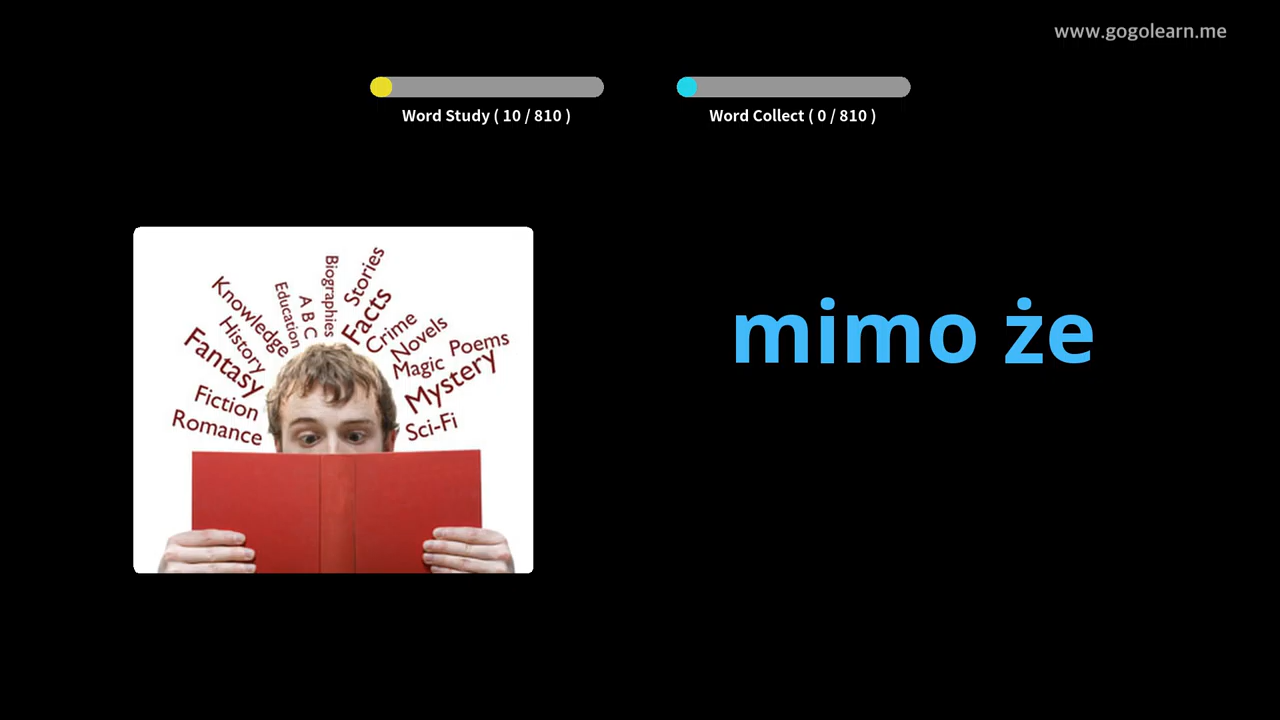 www.gogolearn.me
Word Study ( 10 / 810 )
Word Collect ( 0 / 810 )
Biographies
Stories
Education
A B C
Facts
Knowledge
Crime
History
Novels
Fantasy
Magic
Poems
Mystery
Fiction
Romance
Sci-Fi
mimo że